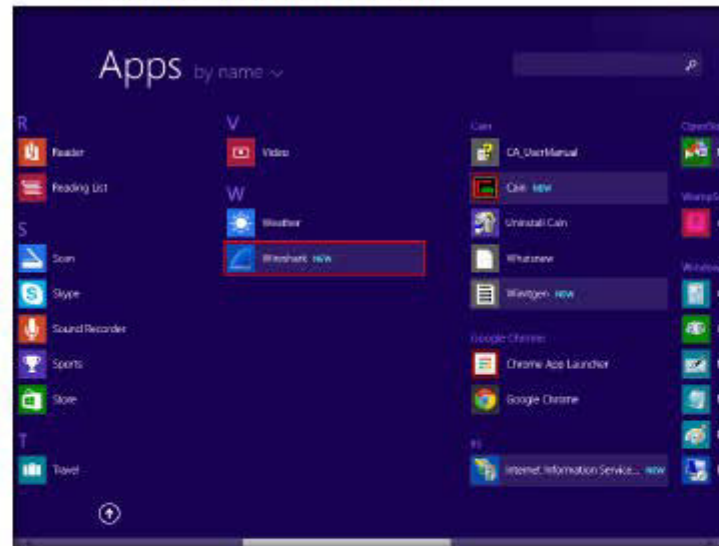 Apps by name
R
Reader
Reading List
S
Scan
Skype
Sound Recorder
Sports
Store
T
Travel
V
Video
W
Weather
Wireshark NEW
Cain
CA_UserManual
Cain NEW
Uninstall Cain
Whatsnew
Winrtgen NEW
Google Chrome
Chrome App Launcher
Google Chrome
Internet Information Service... NEW